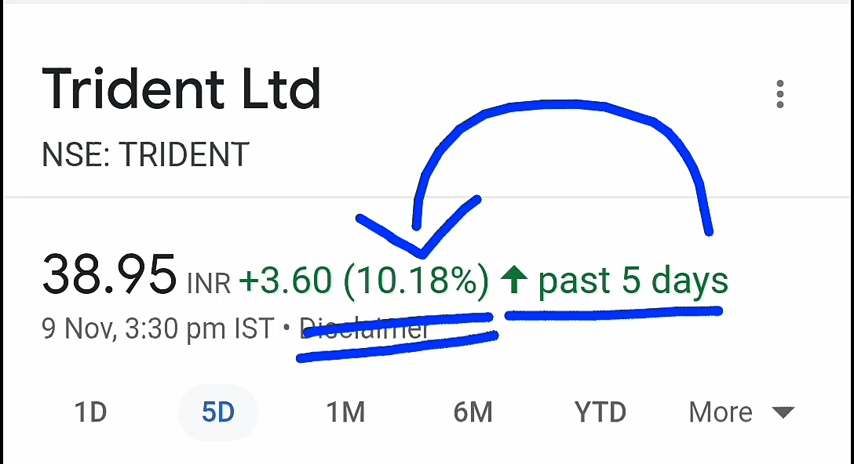 Trident Ltd
NSE: TRIDENT
38.95 INR +3.60 (10.18%) ↑ past 5 days
9 Nov, 3:30 pm IST • Disclaimer
1D 5D 1M 6M YTD More